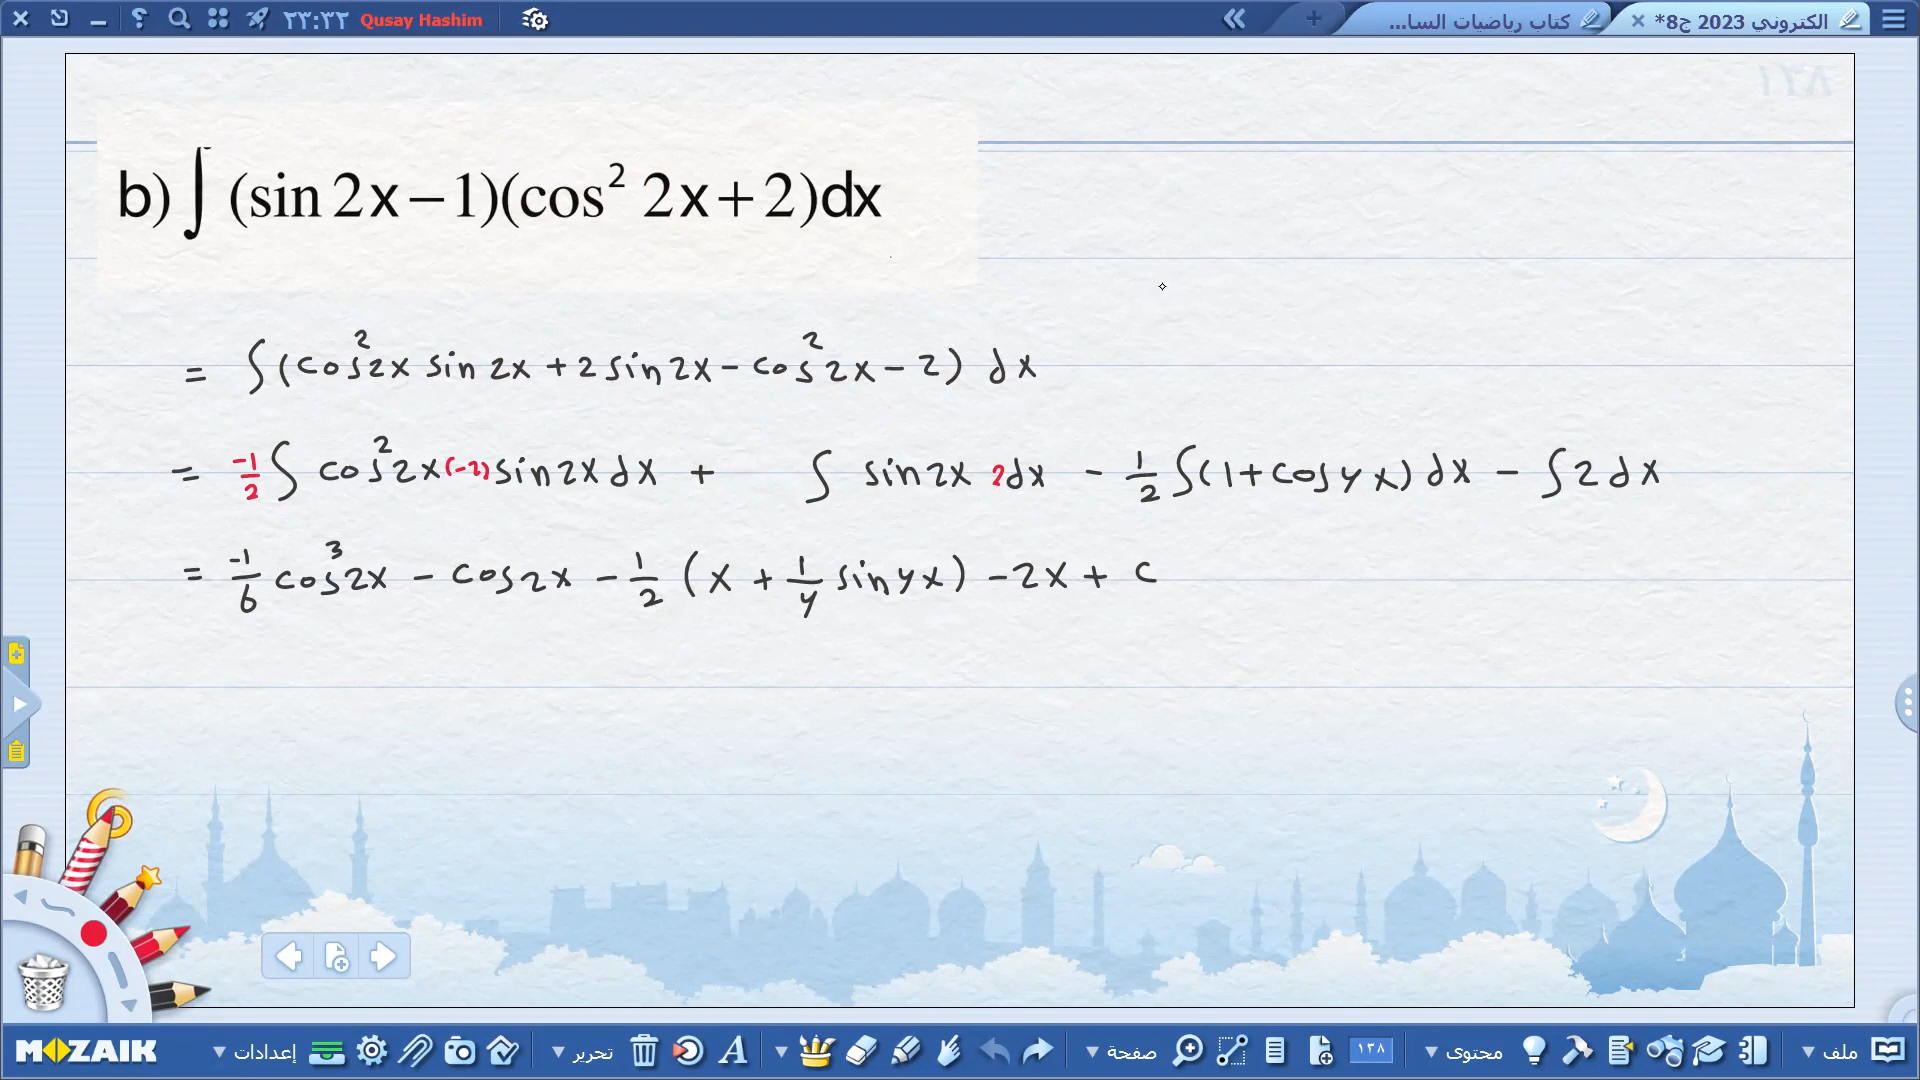 ٢٣:٣٢ Qusay Hashim كتاب رياضيات السا... الكتروني 2023 ج8*
١٣٨
b) ∫ (sin 2x − 1)(cos² 2x + 2)dx
= ∫ (cos²2x sin 2x + 2 sin 2x − cos²2x − 2) dx
= -1/2 ∫ cos²2x (-2) sin 2x dx + ∫ sin 2x 2dx − 1/2 ∫ (1 + cos 4x) dx − ∫ 2 dx
= -1/6 cos³2x − cos 2x − 1/2 (x + 1/4 sin 4x) − 2x + c
MOZAIK إعدادات تحرير A صفحة ١٣٨ محتوى ملف